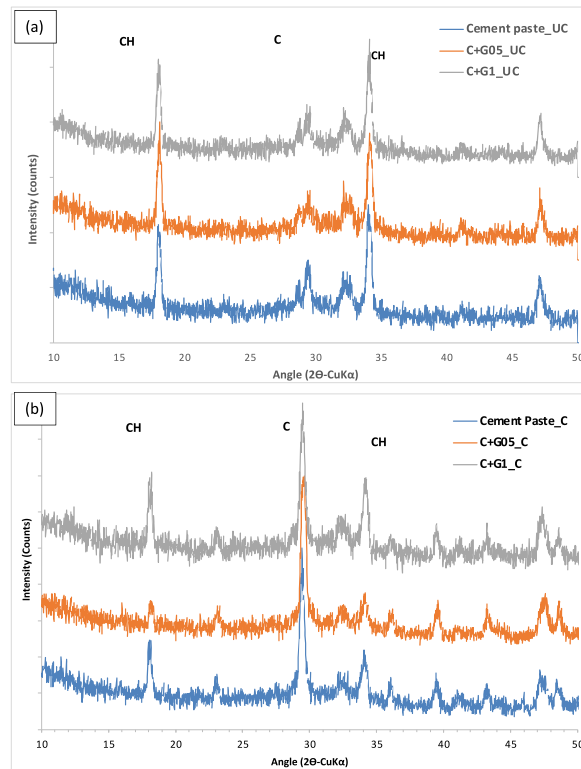 (a)
CH
C
CH
Cement paste_UC
C+G05_UC
C+G1_UC
Intensity (counts)
10 15 20 25 30 35 40 45 50
Angle (2Θ-CuKα)
(b)
CH
C
CH
Cement Paste_C
C+G05_C
C+G1_C
Intensity (Counts)
10 15 20 25 30 35 40 45 50
Angle (2Θ-CuKα)